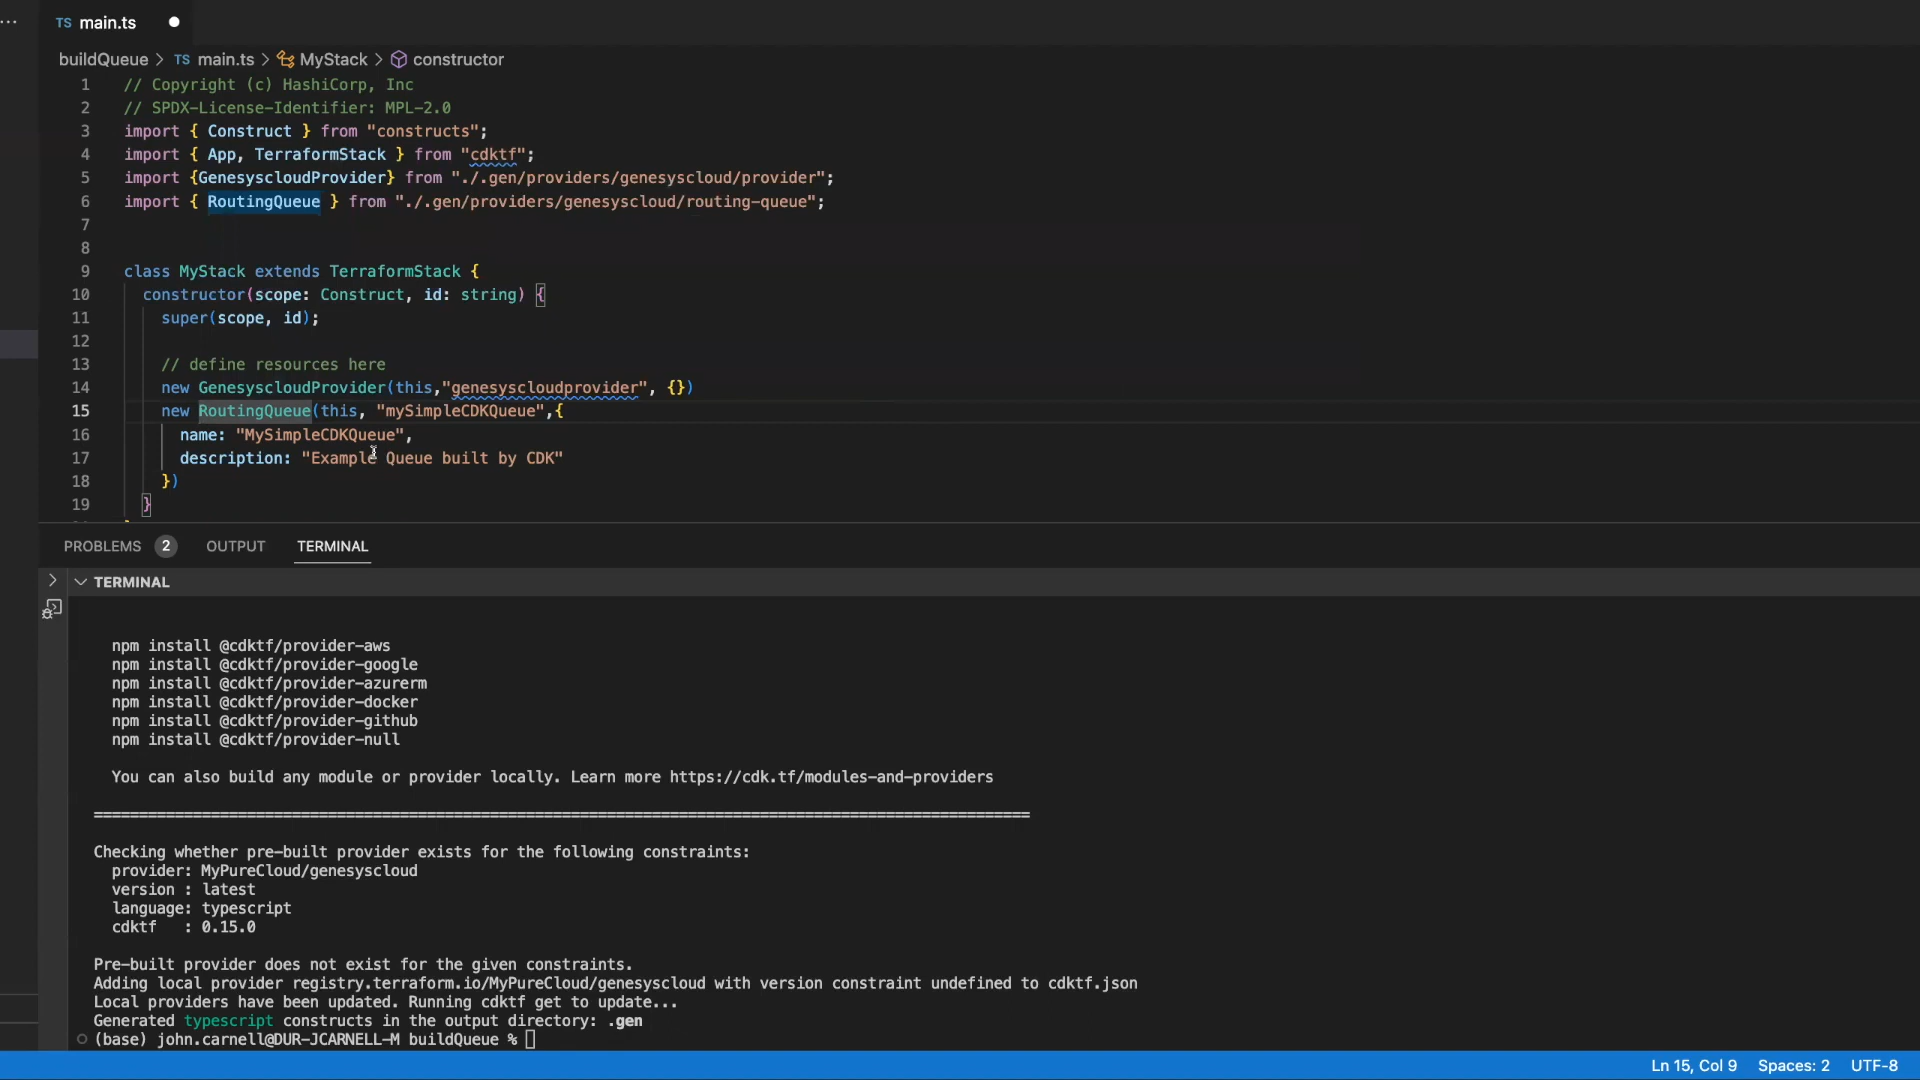 TS main.ts
buildQueue > TS main.ts > MyStack > constructor
1 // Copyright (c) HashiCorp, Inc
2 // SPDX-License-Identifier: MPL-2.0
3 import { Construct } from "constructs";
4 import { App, TerraformStack } from "cdktf";
5 import {GenesyscloudProvider} from "./.gen/providers/genesyscloud/provider";
6 import { RoutingQueue } from "./.gen/providers/genesyscloud/routing-queue";
7
8
9 class MyStack extends TerraformStack {
10 constructor(scope: Construct, id: string) {
11 super(scope, id);
12
13 // define resources here
14 new GenesyscloudProvider(this,"genesyscloudprovider", {})
15 new RoutingQueue(this, "mySimpleCDKQueue",{
16 name: "MySimpleCDKQueue",
17 description: "Example Queue built by CDK"
18 })
19 }
PROBLEMS 2 OUTPUT TERMINAL
TERMINAL
npm install @cdktf/provider-aws
npm install @cdktf/provider-google
npm install @cdktf/provider-azurerm
npm install @cdktf/provider-docker
npm install @cdktf/provider-github
npm install @cdktf/provider-null
You can also build any module or provider locally. Learn more https://cdk.tf/modules-and-providers
========================================================================================================
Checking whether pre-built provider exists for the following constraints:
provider: MyPureCloud/genesyscloud
version : latest
language: typescript
cdktf : 0.15.0
Pre-built provider does not exist for the given constraints.
Adding local provider registry.terraform.io/MyPureCloud/genesyscloud with version constraint undefined to cdktf.json
Local providers have been updated. Running cdktf get to update...
Generated typescript constructs in the output directory: .gen
(base) john.carnell@DUR-JCARNELL-M buildQueue %
Ln 15, Col 9 Spaces: 2 UTF-8